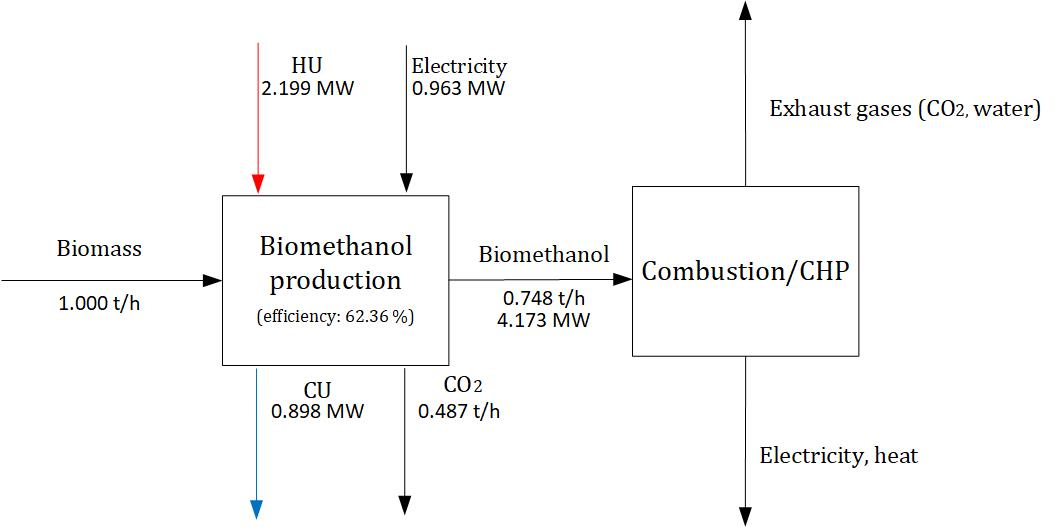 HU
2.199 MW
Electricity
0.963 MW
Exhaust gases (CO2, water)
Biomass
1.000 t/h
Biomethanol
production
(efficiency: 62.36 %)
Biomethanol
0.748 t/h
4.173 MW
Combustion/CHP
CU
0.898 MW
CO2
0.487 t/h
Electricity, heat